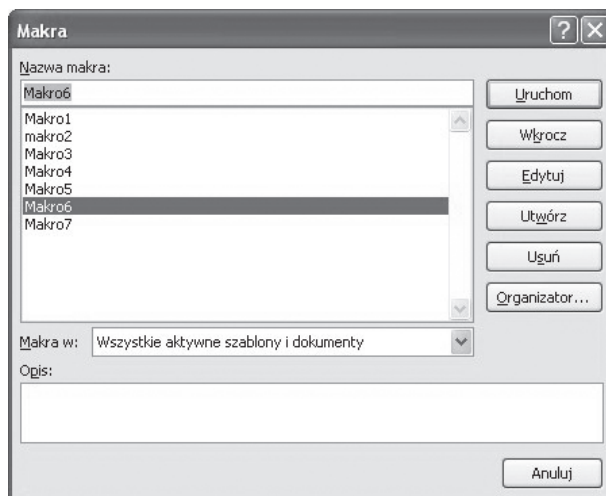 Makra
Nazwa makra:
Makro6
Makro1
makro2
Makro3
Makro4
Makro5
Makro6
Makro7
Uruchom
Wkrocz
Edytuj
Utwórz
Usuń
Organizator...
Makra w: Wszystkie aktywne szablony i dokumenty
Opis:
Anuluj